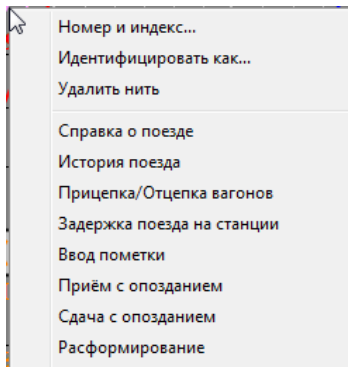 Номер и индекс...
Идентифицировать как...
Удалить нить
Справка о поезде
История поезда
Прицепка/Отцепка вагонов
Задержка поезда на станции
Ввод пометки
Приём с опозданием
Сдача с опозданием
Расформирование